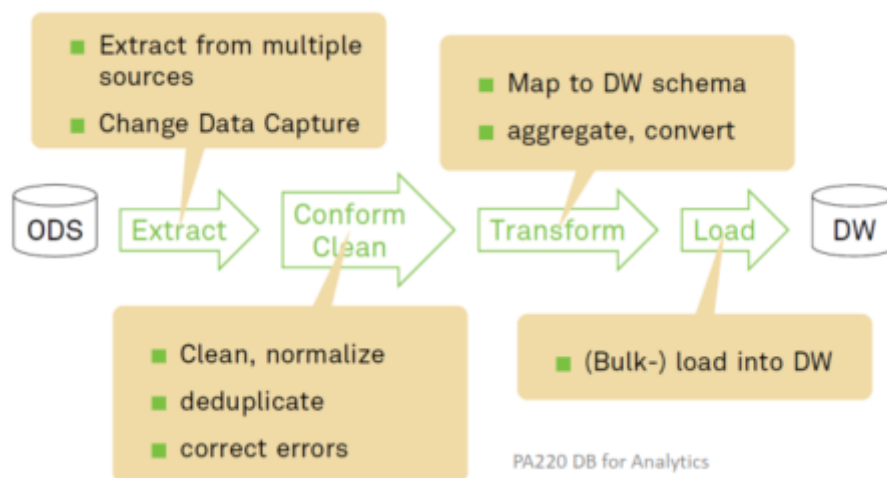 Extract from multiple
sources
Change Data Capture
Map to DW schema
aggregate, convert
ODS
Extract
Conform
Clean
Transform
Load
DW
Clean, normalize
deduplicate
correct errors
(Bulk-) load into DW
PA220 DB for Analytics